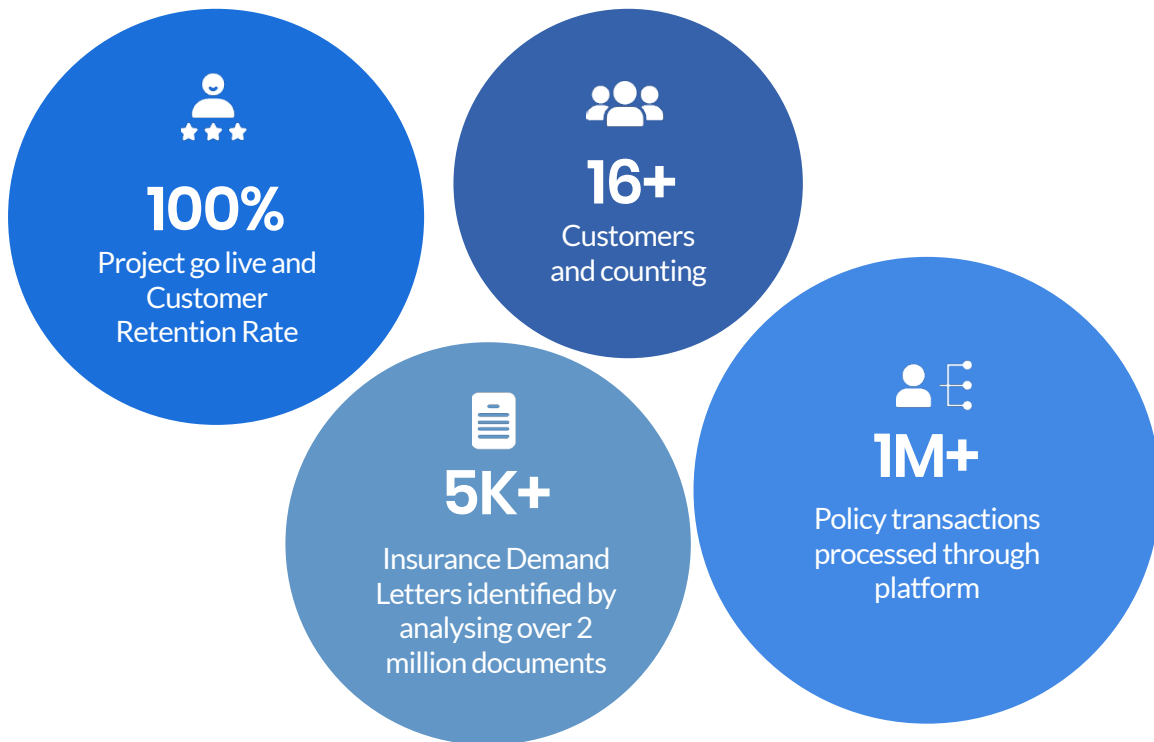 100%
Project go live and
Customer
Retention Rate
16+
Customers
and counting
5K+
Insurance Demand
Letters identified by
analysing over 2
million documents
1M+
Policy transactions
processed through
platform